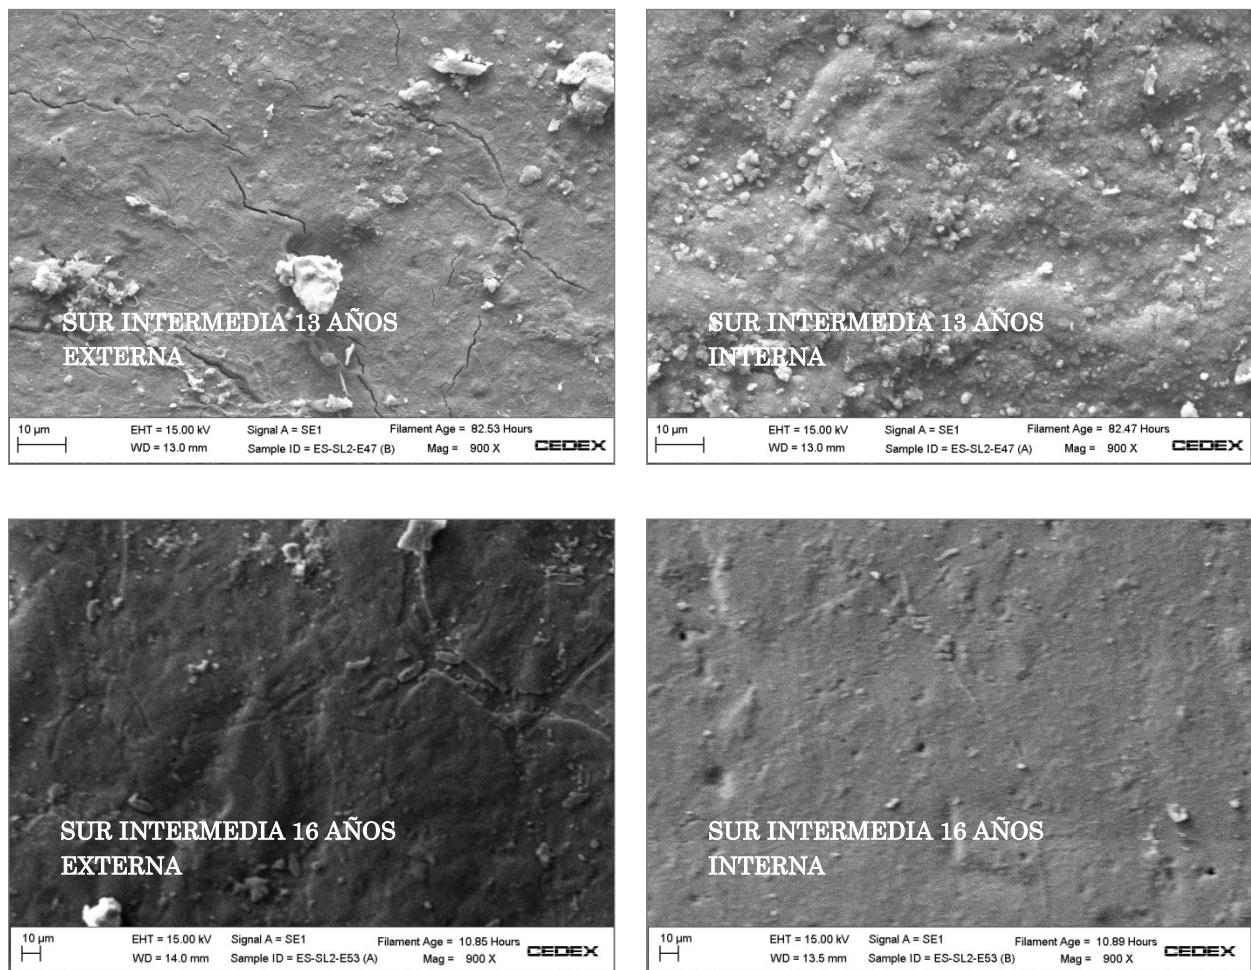 SUR INTERMEDIA 13 AÑOS
EXTERNA
10 µm
EHT = 15.00 kV
Signal A = SE1
Filament Age = 82.53 Hours
WD = 13.0 mm
Sample ID = ES-SL2-E47 (B)
Mag = 900 X
CEDEX
SUR INTERMEDIA 13 AÑOS
INTERNA
10 µm
EHT = 15.00 kV
Signal A = SE1
Filament Age = 82.47 Hours
WD = 13.0 mm
Sample ID = ES-SL2-E47 (A)
Mag = 900 X
CEDEX
SUR INTERMEDIA 16 AÑOS
EXTERNA
10 µm
EHT = 15.00 kV
Signal A = SE1
Filament Age = 10.85 Hours
WD = 14.0 mm
Sample ID = ES-SL2-E53 (A)
Mag = 900 X
CEDEX
SUR INTERMEDIA 16 AÑOS
INTERNA
10 µm
EHT = 15.00 kV
Signal A = SE1
Filament Age = 10.89 Hours
WD = 13.5 mm
Sample ID = ES-SL2-E53 (B)
Mag = 900 X
CEDEX